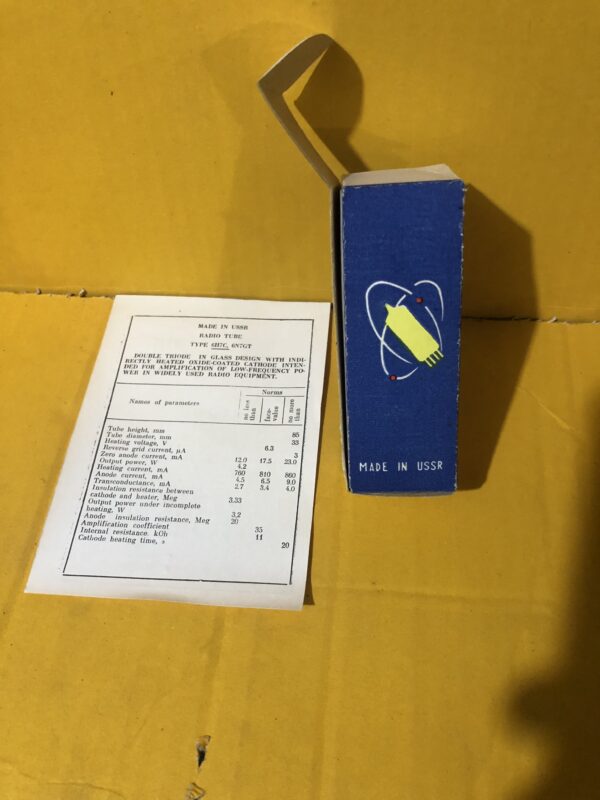 MADE IN USSR
RADIO TUBE
TYPE 6H7C, 6N7GT
DOUBLE TRIODE IN GLASS DESIGN WITH INDI-
RECTLY HEATED OXIDE-COATED CATHODE INTEN-
DED FOR AMPLIFICATION OF LOW-FREQUENCY PO-
WER IN WIDELY USED RADIO EQUIPMENT.
Names of parameters
Norms
no less than
face-value
no more than
Tube height, mm 85
Tube diameter, mm 33
Heating voltage, V 6.3
Reverse grid current, μA 3
Zero anode current, mA 12.0 17.5 23.0
Output power, W 4.2
Heating current, mA 760 810 860
Anode current, mA 4.5 6.5 9.0
Transconductance, mA 2.7 3.4 4.0
Insulation resistance between
cathode and heater, Meg 3.33
Output power under incomplete
heating, W 3.2
Anode insulation resistance, Meg 20
Amplification coefficient 35
Internal resistance. kOh 11
Cathode heating time, s 20
MADE IN USSR